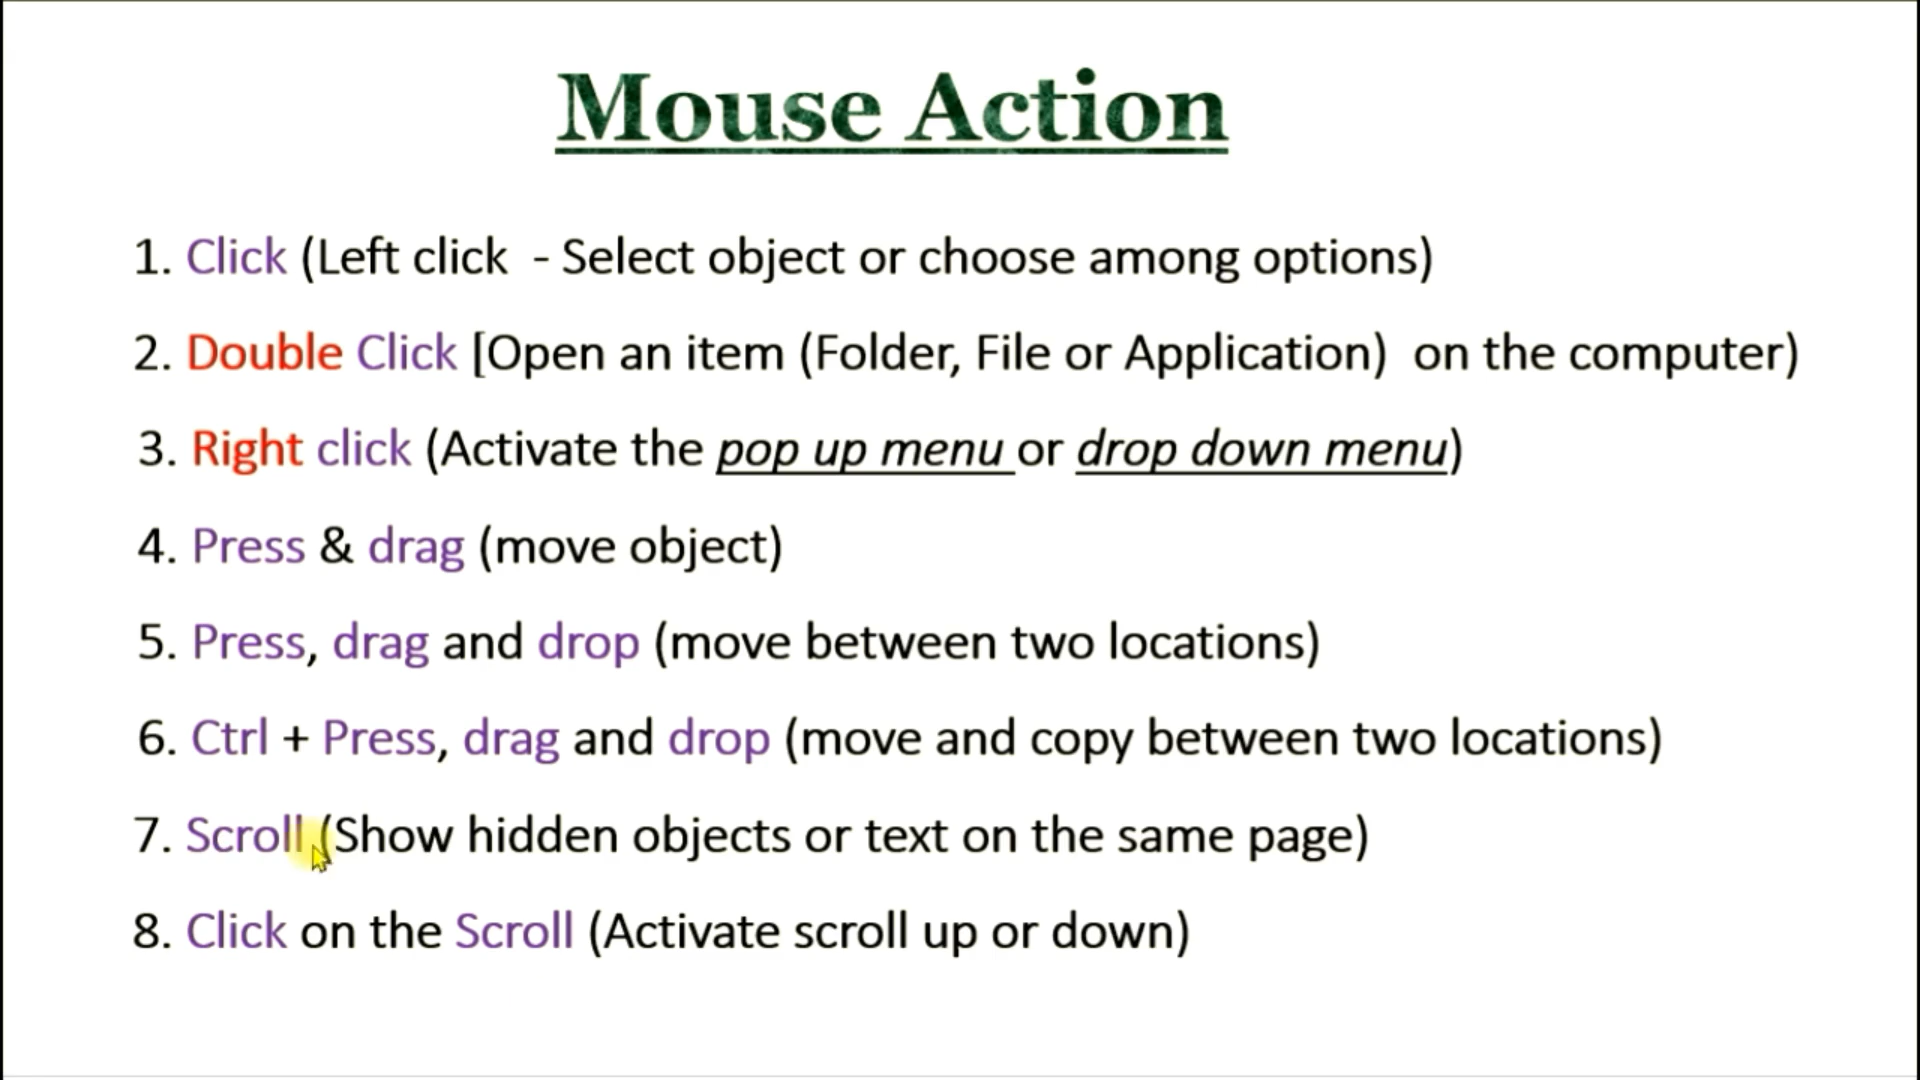 Mouse Action
1. Click (Left click  - Select object or choose among options)
2. Double Click [Open an item (Folder, File or Application)  on the computer)
3. Right click (Activate the pop up menu or drop down menu)
4. Press & drag (move object)
5. Press, drag and drop (move between two locations)
6. Ctrl + Press, drag and drop (move and copy between two locations)
7. Scroll (Show hidden objects or text on the same page)
8. Click on the Scroll (Activate scroll up or down)